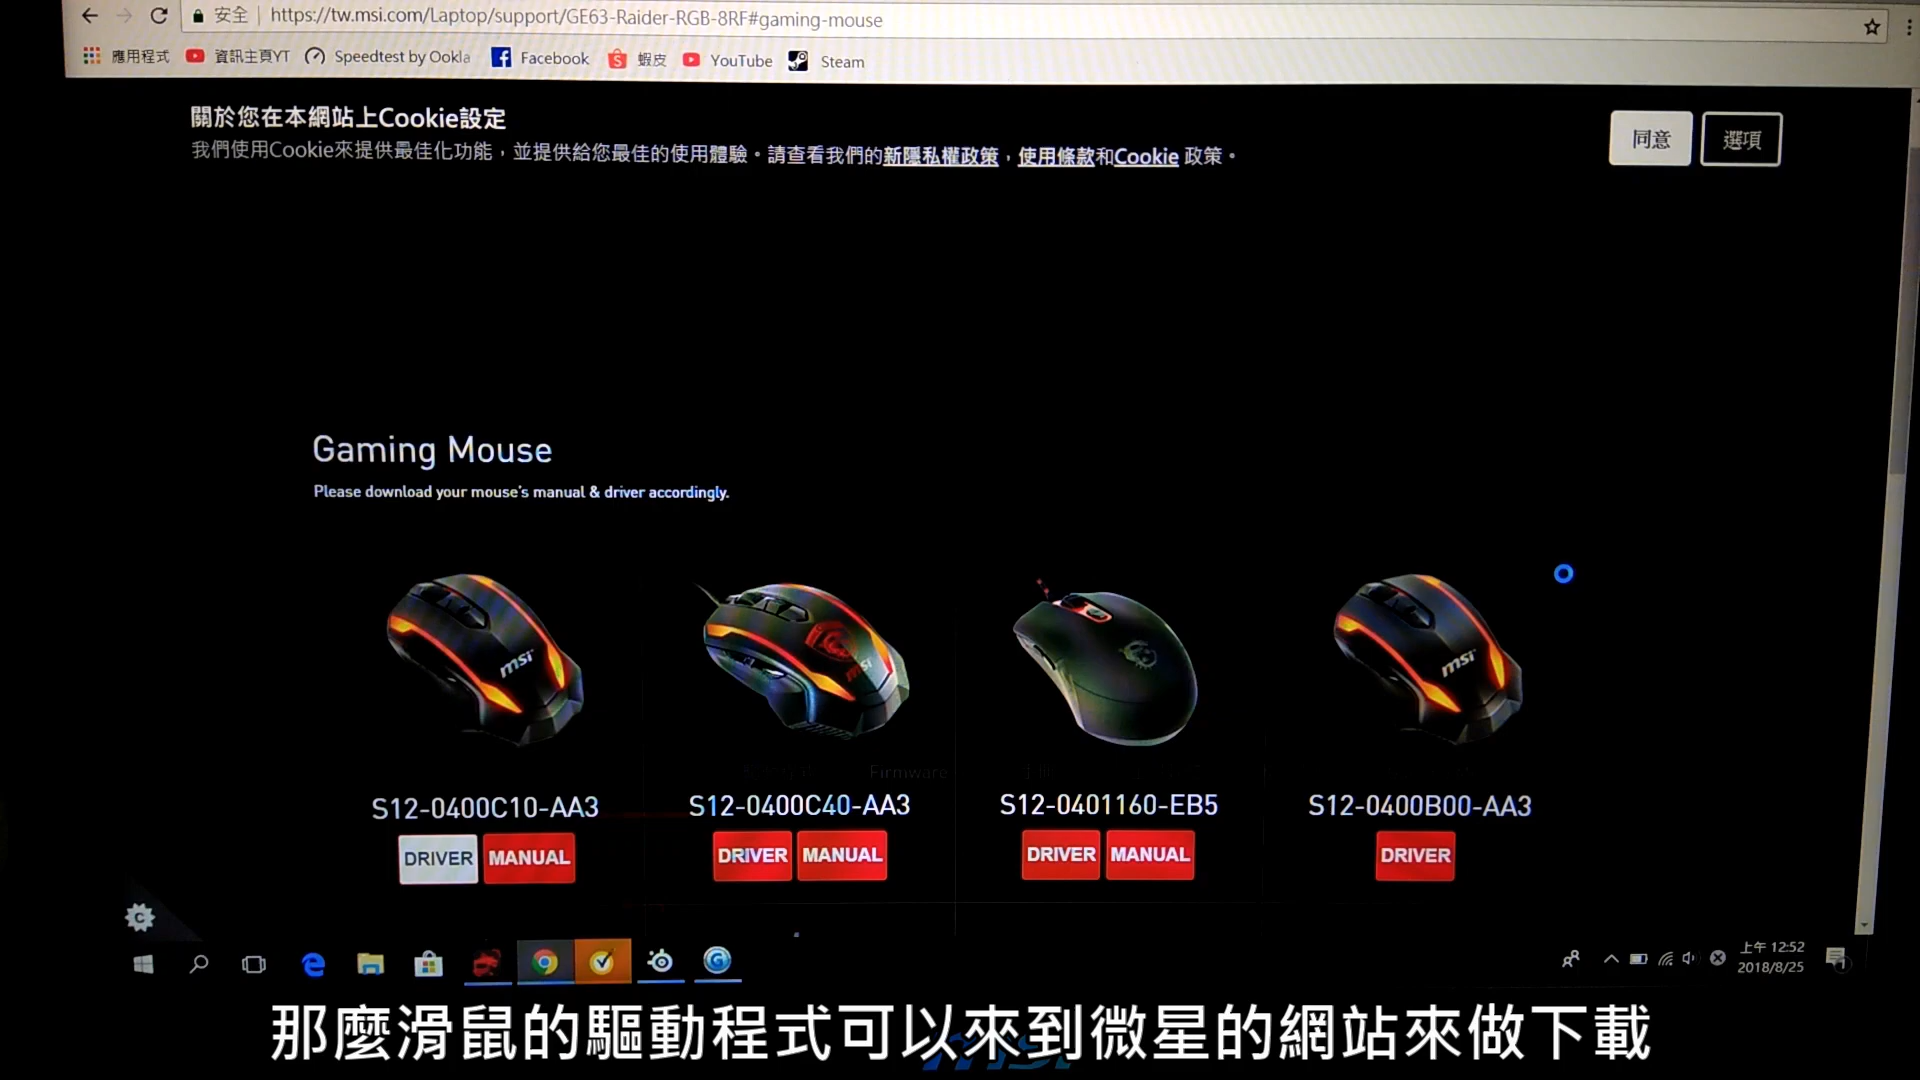 安全 https://tw.msi.com/Laptop/support/GE63-Raider-RGB-8RF#gaming-mouse
應用程式 資訊主頁YT Speedtest by Ookla Facebook 蝦皮 YouTube Steam
關於您在本網站上Cookie設定
我們使用Cookie來提供最佳化功能，並提供給您最佳的使用體驗。請查看我們的新隱私權政策，使用條款和Cookie 政策。
同意 選項
Gaming Mouse
Please download your mouse's manual & driver accordingly.
msi msi msi
Firmware
S12-0400C10-AA3 S12-0400C40-AA3 S12-0401160-EB5 S12-0400B00-AA3
DRIVER MANUAL DRIVER MANUAL DRIVER MANUAL DRIVER
上午 12:52
2018/8/25
那麼滑鼠的驅動程式可以來到微星的網站來做下載
msi